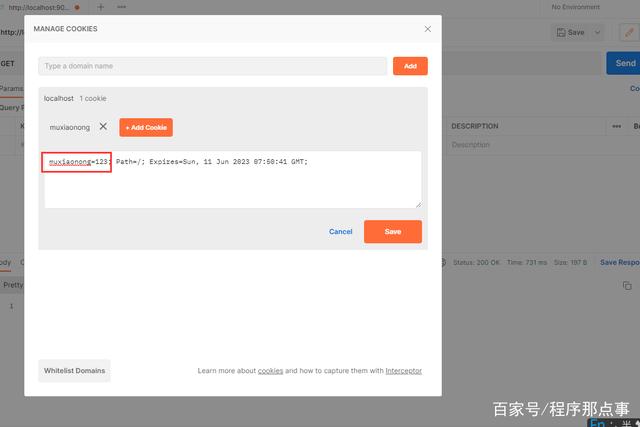 http://localhost:90...
No Environment
MANAGE COOKIES
http://l
Save
GET
Type a domain name
Add
Send
Params
localhost 1 cookie
Query P
muxiaonong
+ Add Cookie
K
DESCRIPTION
Description
muxiaonong=123; Path=/; Expires=Sun, 11 Jun 2023 07:50:41 GMT;
Cancel
Save
ody
Status: 200 OK Time: 731 ms Size: 197 B Save Respo
Pretty
1
Whitelist Domains
Learn more about cookies and how to capture them with Interceptor
百家号/程序那点事
En 半